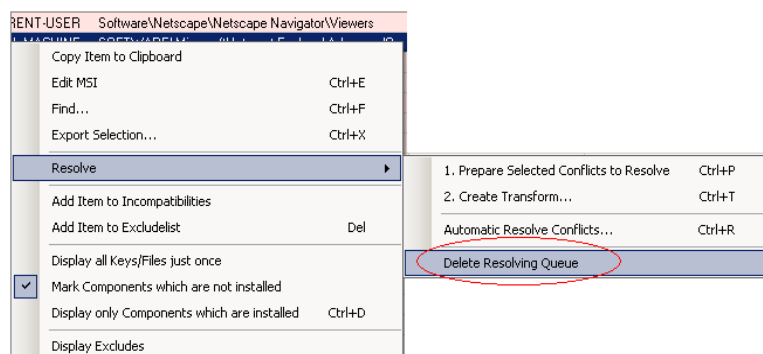 RENT-USER Software\Netscape\Netscape Navigator\Viewers
Copy Item to Clipboard
Edit MSI Ctrl+E
Find... Ctrl+F
Export Selection... Ctrl+X
Resolve
1. Prepare Selected Conflicts to Resolve Ctrl+P
2. Create Transform... Ctrl+T
Add Item to Incompatibilities
Add Item to Excludelist Del
Automatic Resolve Conflicts... Ctrl+R
Display all Keys/Files just once
Delete Resolving Queue
Mark Components which are not installed
Display only Components which are installed Ctrl+D
Display Excludes